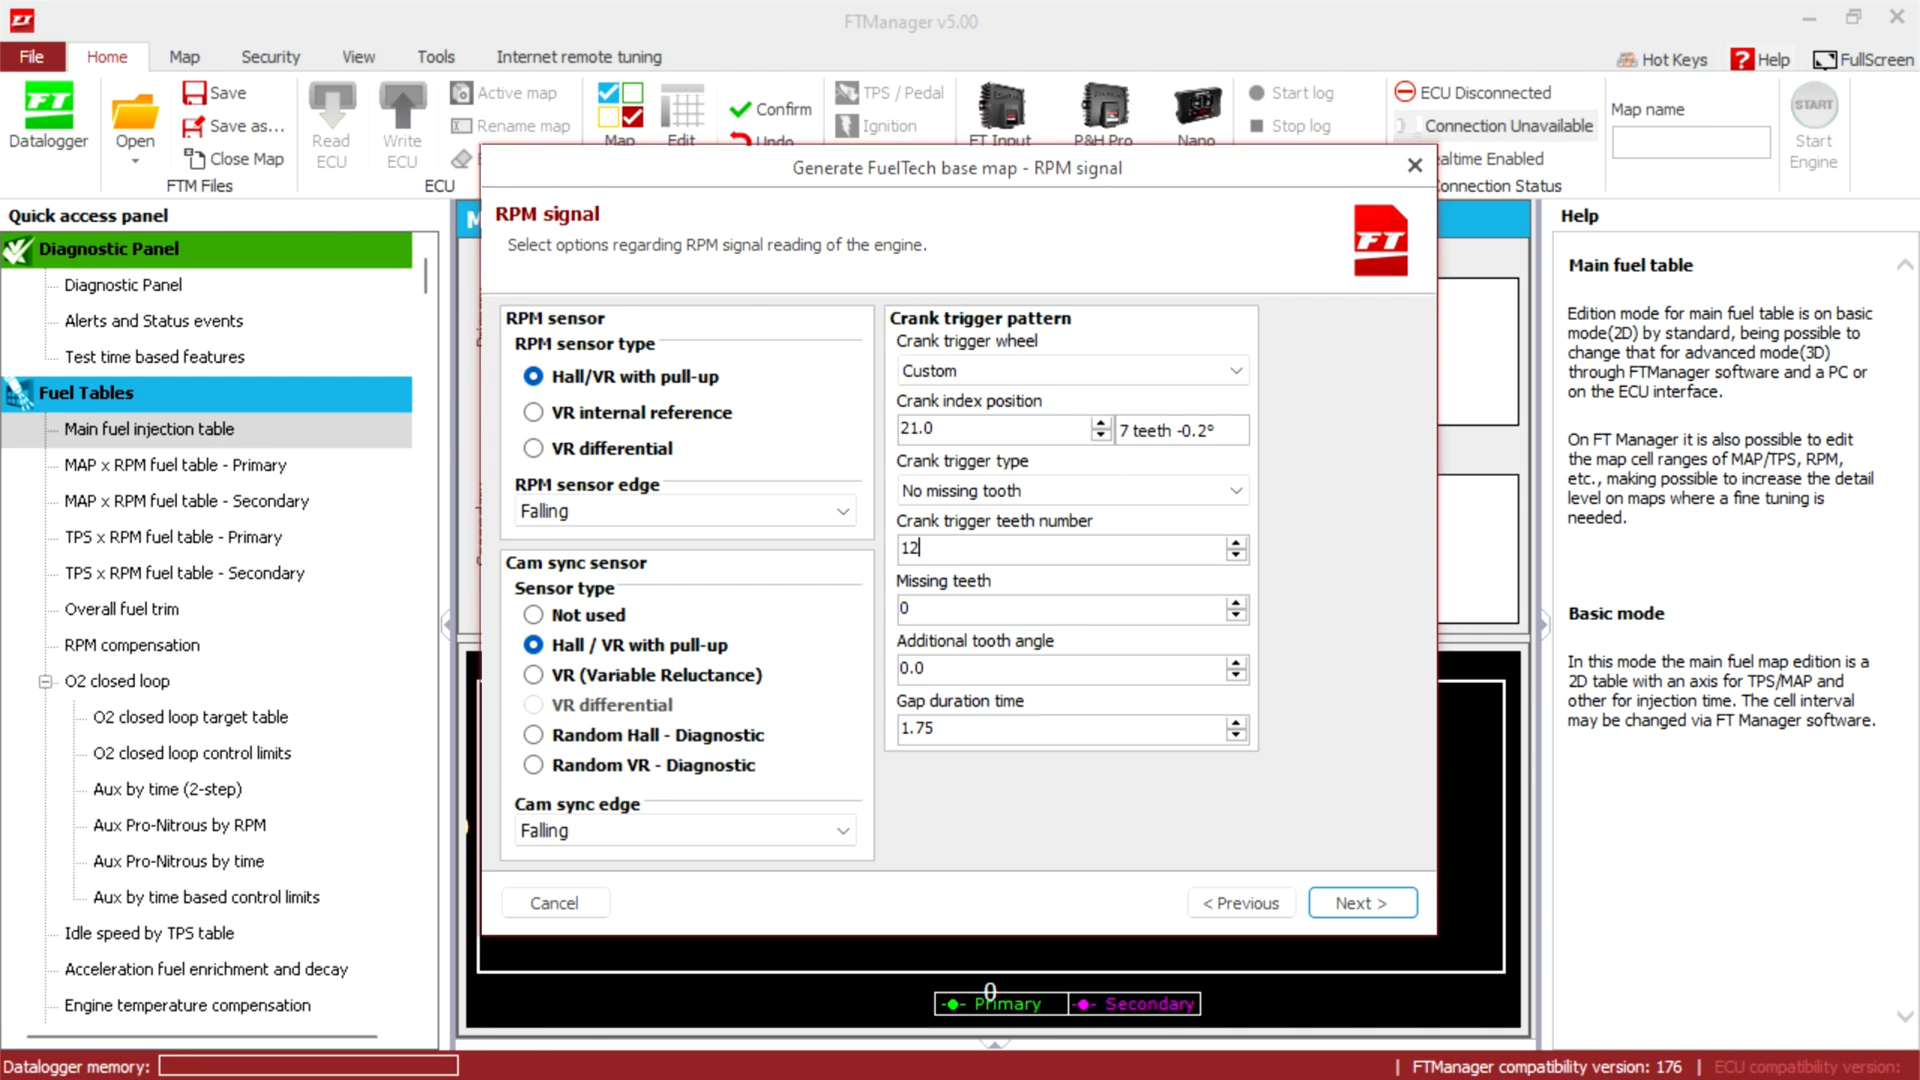 FTManager v5.00
File
Home
Map
Security
View
Tools
Internet remote tuning
Hot Keys
Help
FullScreen
FT
Datalogger
Open
Save
Save as...
Close Map
FTM Files
Read
ECU
Write
ECU
ECU
Active map
Rename map
Map
Edit
Confirm
Undo
TPS / Pedal
Ignition
FT Input
P&H Pro
Nano
Start log
Stop log
ECU Disconnected
Connection Unavailable
ealtime Enabled
Connection Status
Map name
START
Start
Engine
Quick access panel
Diagnostic Panel
Diagnostic Panel
Alerts and Status events
Test time based features
Fuel Tables
Main fuel injection table
MAP x RPM fuel table - Primary
MAP x RPM fuel table - Secondary
TPS x RPM fuel table - Primary
TPS x RPM fuel table - Secondary
Overall fuel trim
RPM compensation
O2 closed loop
O2 closed loop target table
O2 closed loop control limits
Aux by time (2-step)
Aux Pro-Nitrous by RPM
Aux Pro-Nitrous by time
Aux by time based control limits
Idle speed by TPS table
Acceleration fuel enrichment and decay
Engine temperature compensation
Generate FuelTech base map - RPM signal
RPM signal
Select options regarding RPM signal reading of the engine.
FT
RPM sensor
RPM sensor type
Hall/VR with pull-up
VR internal reference
VR differential
RPM sensor edge
Falling
Cam sync sensor
Sensor type
Not used
Hall / VR with pull-up
VR (Variable Reluctance)
VR differential
Random Hall - Diagnostic
Random VR - Diagnostic
Cam sync edge
Falling
Crank trigger pattern
Crank trigger wheel
Custom
Crank index position
21.0
7 teeth -0.2°
Crank trigger type
No missing tooth
Crank trigger teeth number
12
Missing teeth
0
Additional tooth angle
0.0
Gap duration time
1.75
Cancel
< Previous
Next >
0
Primary
Secondary
Help
Main fuel table
Edition mode for main fuel table is on basic
mode(2D) by standard, being possible to
change that for advanced mode(3D)
through FTManager software and a PC or
on the ECU interface.
On FT Manager it is also possible to edit
the map cell ranges of MAP/TPS, RPM,
etc., making possible to increase the detail
level on maps where a fine tuning is
needed.
Basic mode
In this mode the main fuel map edition is a
2D table with an axis for TPS/MAP and
other for injection time. The cell interval
may be changed via FT Manager software.
Datalogger memory:
| FTManager compatibility version: 176 | ECU compatibility version: